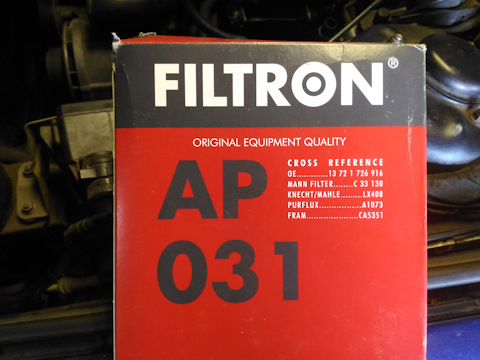 FILTRON®
ORIGINAL EQUIPMENT QUALITY
AP
031
CROSS REFERENCE
OE.............13 72 1 726 916
MANN FILTER........C 33 130
KNECHT/MAHLE.........LX408
PURFLUX..................A1073
FRAM......................CA5351